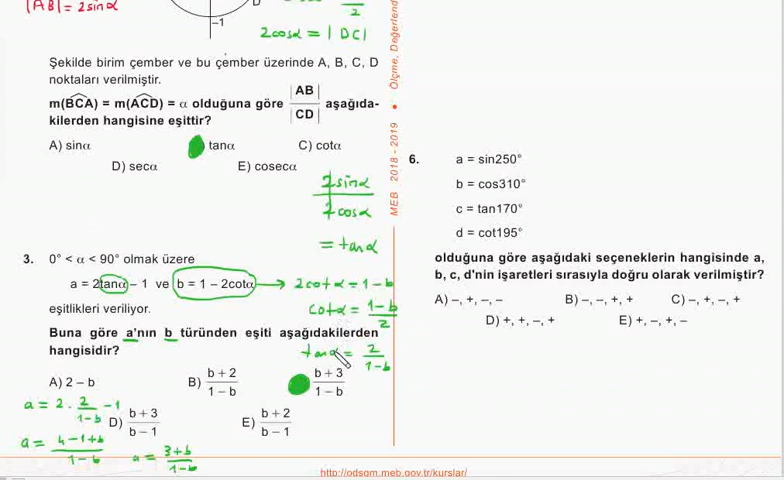 |AB| = 2sinα
D
-1
2
2cosα = |DC|
Şekilde birim çember ve bu çember üzerinde A, B, C, D
noktaları verilmiştir.
m(BCA) = m(ACD) = α olduğuna göre |AB| / |CD| aşağıda-
kilerden hangisine eşittir?
A) sinα
tanα
C) cotα
D) secα
E) cosecα
2sinα
2cosα
= tanα
3. 0° < α < 90° olmak üzere
a = 2tanα – 1 ve b = 1 – 2cotα
2cotα = 1-b
eşitlikleri veriliyor.
cotα = 1-b / 2
Buna göre a'nın b türünden eşiti aşağıdakilerden
hangisidir?
tanα = 2 / 1-b
A) 2 – b
B) b + 2 / 1 – b
b + 3 / 1 – b
D) b + 3 / b – 1
E) b + 2 / b – 1
a = 2 . 2 / 1-b -1
a = 4-1+b / 1-b
a = 3+b / 1-b
MEB 2018 - 2019 • Ölçme, Değerlend
6. a = sin250°
b = cos310°
c = tan170°
d = cot195°
olduğuna göre aşağıdaki seçeneklerin hangisinde a,
b, c, d'nin işaretleri sırasıyla doğru olarak verilmiştir?
A) –, +, –, –
B) –, –, +, +
C) –, +, –, +
D) +, +, –, +
E) +, –, +, –
http://odsgm.meb.gov.tr/kurslar/